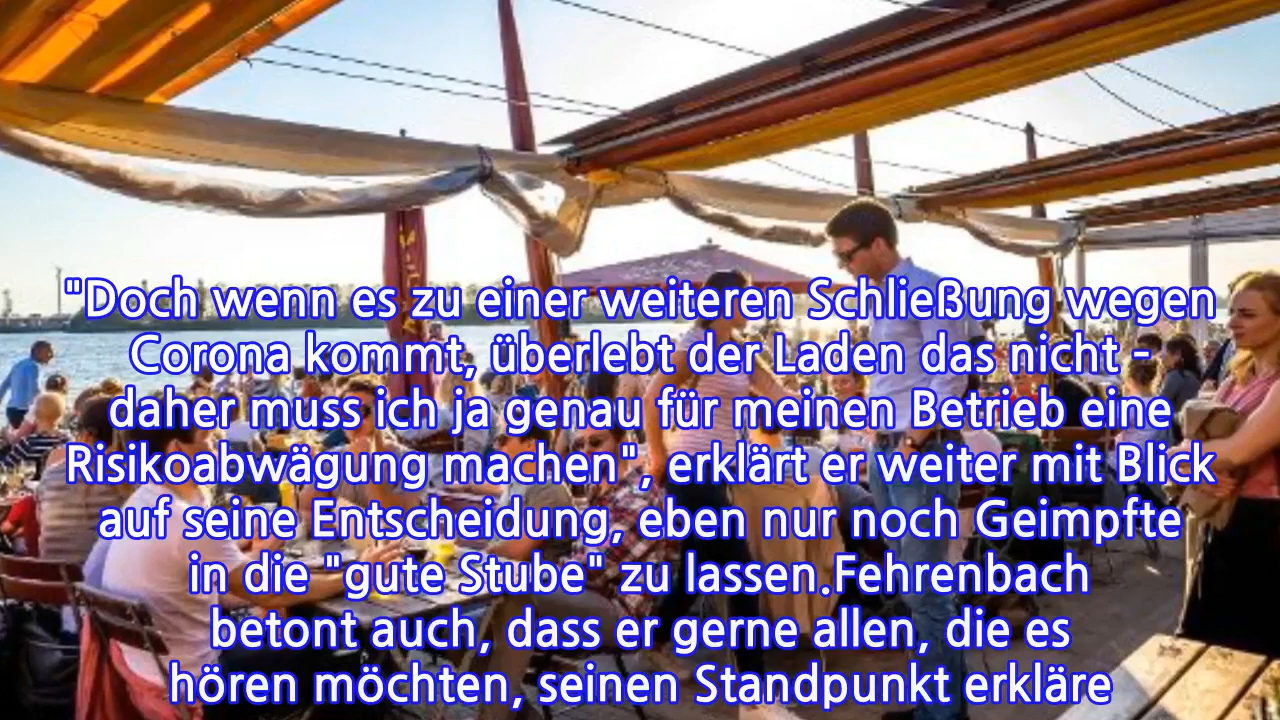 "Doch wenn es zu einer weiteren Schließung wegen
Corona kommt, überlebt der Laden das nicht -
daher muss ich ja genau für meinen Betrieb eine
Risikoabwägung machen", erklärt er weiter mit Blick
auf seine Entscheidung, eben nur noch Geimpfte
in die "gute Stube" zu lassen.Fehrenbach
betont auch, dass er gerne allen, die es
hören möchten, seinen Standpunkt erkläre